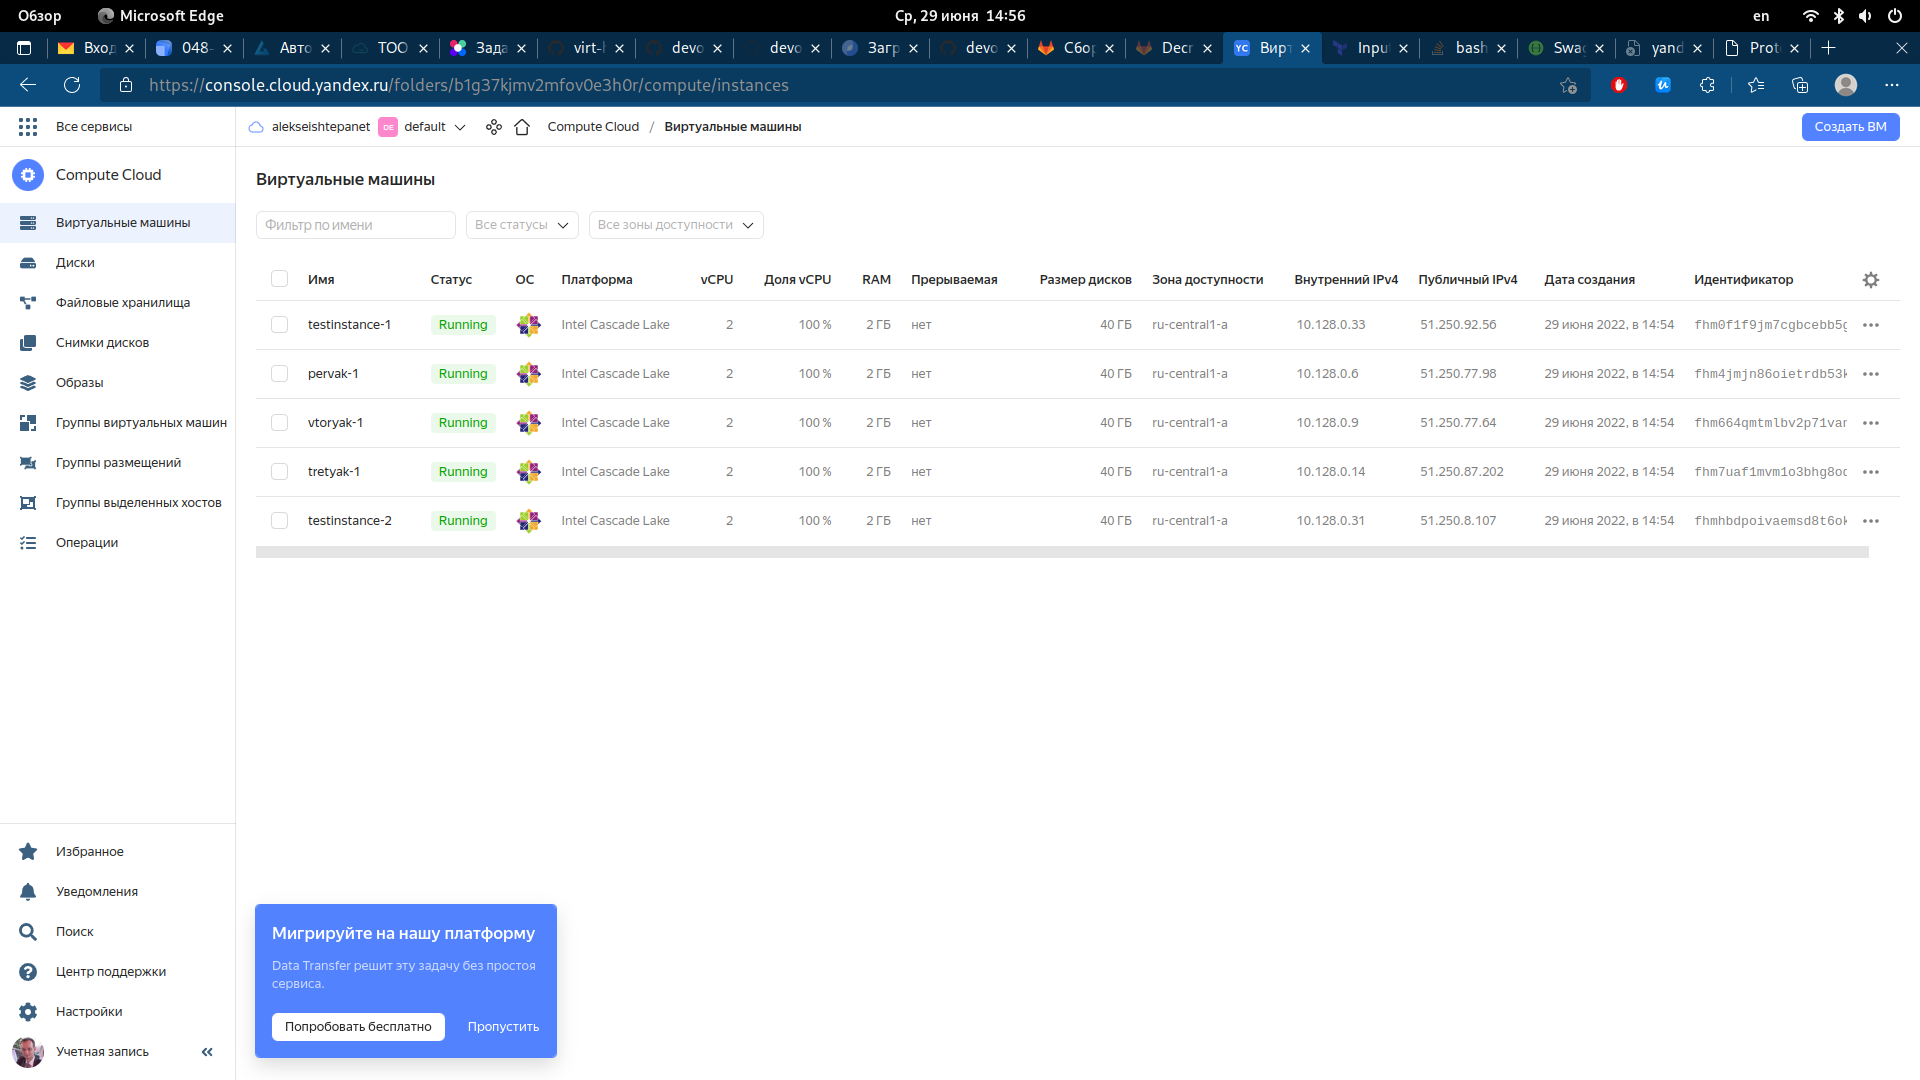 Обзор Microsoft Edge Ср, 29 июня 14:56 en
Вход 048- Авто ТОО Зада virt-h devo devo Загр devo Сбор Decr Вирт Input bash Swag yand Proto
https://console.cloud.yandex.ru/folders/b1g37kjmv2mfov0e3h0r/compute/instances
Все сервисы alekseishtepanet DE default Compute Cloud / Виртуальные машины Создать ВМ
Compute Cloud
Виртуальные машины
Диски
Файловые хранилища
Снимки дисков
Образы
Группы виртуальных машин
Группы размещений
Группы выделенных хостов
Операции
Виртуальные машины
Фильтр по имени Все статусы Все зоны доступности
Имя Статус ОС Платформа vCPU Доля vCPU RAM Прерываемая Размер дисков Зона доступности Внутренний IPv4 Публичный IPv4 Дата создания Идентификатор
testinstance-1 Running Intel Cascade Lake 2 100 % 2 ГБ нет 40 ГБ ru-central1-a 10.128.0.33 51.250.92.56 29 июня 2022, в 14:54 fhm0f1f9jm7cgbcebb5g
pervak-1 Running Intel Cascade Lake 2 100 % 2 ГБ нет 40 ГБ ru-central1-a 10.128.0.6 51.250.77.98 29 июня 2022, в 14:54 fhm4jmjn86oietrdb53k
vtoryak-1 Running Intel Cascade Lake 2 100 % 2 ГБ нет 40 ГБ ru-central1-a 10.128.0.9 51.250.77.64 29 июня 2022, в 14:54 fhm664qmtmlbv2p71var
tretyak-1 Running Intel Cascade Lake 2 100 % 2 ГБ нет 40 ГБ ru-central1-a 10.128.0.14 51.250.87.202 29 июня 2022, в 14:54 fhm7uaf1mvm1o3bhg8oc
testinstance-2 Running Intel Cascade Lake 2 100 % 2 ГБ нет 40 ГБ ru-central1-a 10.128.0.31 51.250.8.107 29 июня 2022, в 14:54 fhmhbdpoivaemsd8t6ok
Избранное
Уведомления
Поиск
Центр поддержки
Настройки
Учетная запись
Мигрируйте на нашу платформу
Data Transfer решит эту задачу без простоя
сервиса.
Попробовать бесплатно Пропустить